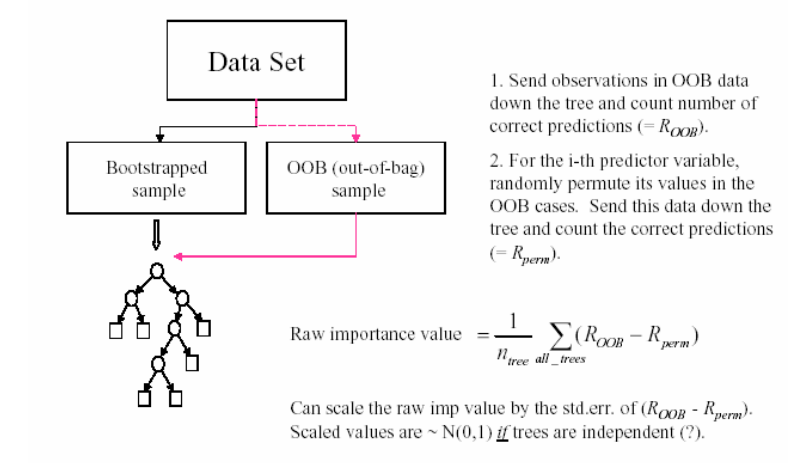 Data Set
Bootstrapped
sample
OOB (out-of-bag)
sample
1. Send observations in OOB data
down the tree and count number of
correct predictions (= R_OOB).
2. For the i-th predictor variable,
randomly permute its values in the
OOB cases.  Send this data down the
tree and count the correct predictions
(= R_perm).
Raw importance value = 1/n_tree ∑_all_trees (R_OOB − R_perm)
Can scale the raw imp value by the std.err. of (R_OOB - R_perm).
Scaled values are ~ N(0,1) if trees are independent (?).